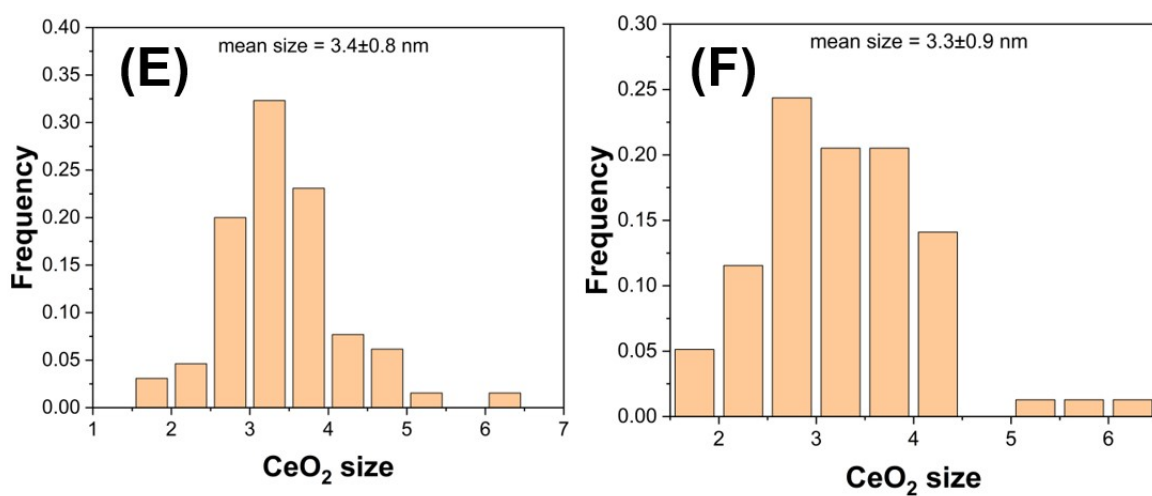 (E)
mean size = 3.4±0.8 nm
0.40
0.35
0.30
0.25
0.20
0.15
0.10
0.05
0.00
Frequency
1 2 3 4 5 6 7
CeO₂ size
(F)
mean size = 3.3±0.9 nm
0.30
0.25
0.20
0.15
0.10
0.05
0.00
Frequency
2 3 4 5 6
CeO₂ size